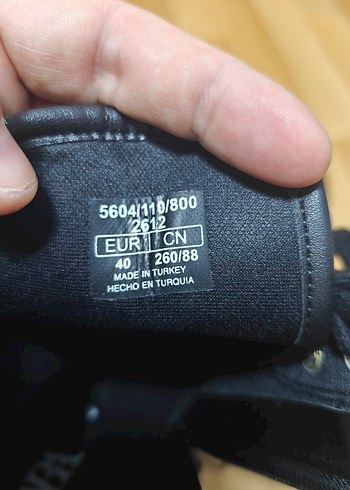 5604/110/800
2612
EUR CN
40 260/88
MADE IN TURKEY
HECHO EN TURQUIA